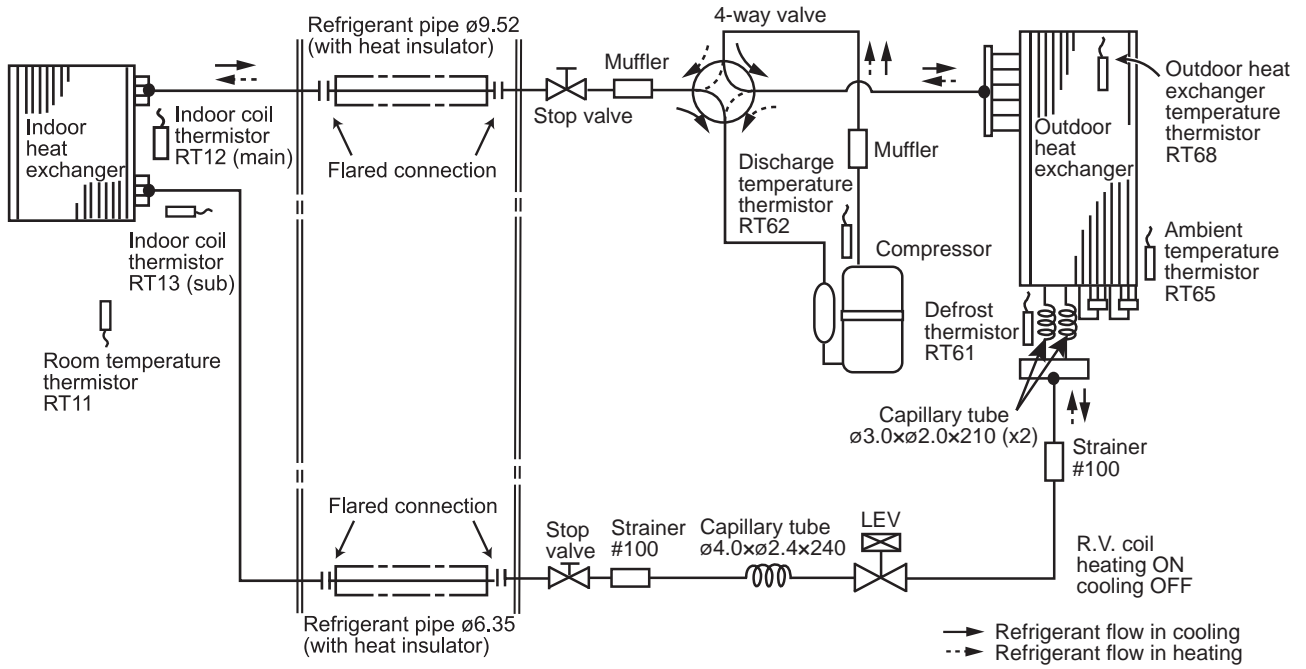 Refrigerant pipe ø9.52
(with heat insulator)
4-way valve
Muffler
Stop valve
Indoor
heat
exchanger
Indoor coil
thermistor
RT12 (main)
Flared connection
Outdoor heat
exchanger
temperature
thermistor
RT68
Outdoor
heat
exchanger
Muffler
Discharge
temperature
thermistor
RT62
Compressor
Indoor coil
thermistor
RT13 (sub)
Ambient
temperature
thermistor
RT65
Defrost
thermistor
RT61
Room temperature
thermistor
RT11
Capillary tube
ø3.0×ø2.0×210 (x2)
Strainer
#100
Flared connection
Stop
valve
Strainer
#100
Capillary tube
ø4.0×ø2.4×240
LEV
R.V. coil
heating ON
cooling OFF
Refrigerant pipe ø6.35
(with heat insulator)
Refrigerant flow in cooling
Refrigerant flow in heating